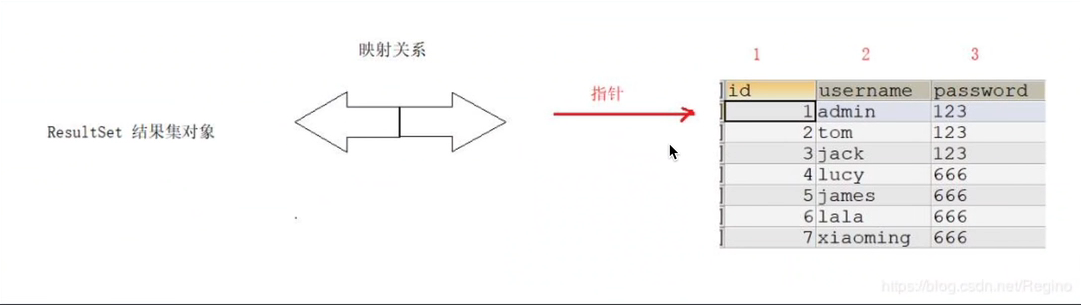 映射关系
1 2 3
指针
ResultSet 结果集对象
id username password
1 admin 123
2 tom 123
3 jack 123
4 lucy 666
5 james 666
6 lala 666
7 xiaoming 666
https://blog.csdn.net/Regino